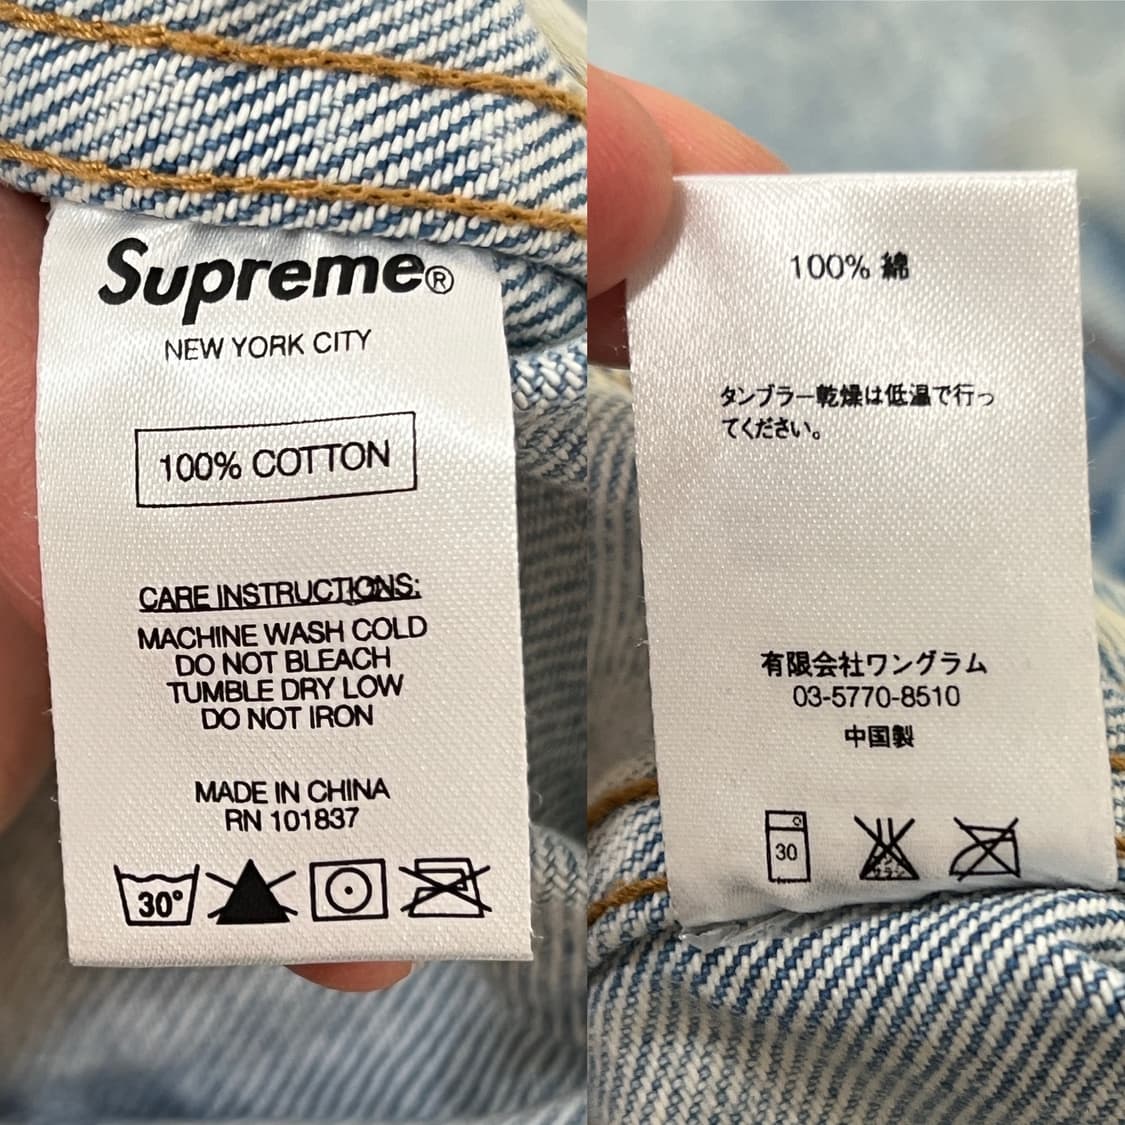 Supreme®
NEW YORK CITY
100% COTTON
CARE INSTRUCTIONS:
MACHINE WASH COLD
DO NOT BLEACH
TUMBLE DRY LOW
DO NOT IRON
MADE IN CHINA
RN 101837
30°
100% 綿
タンブラー乾燥は低温で行っ
てください。
有限会社ワングラム
03-5770-8510
中国製
30